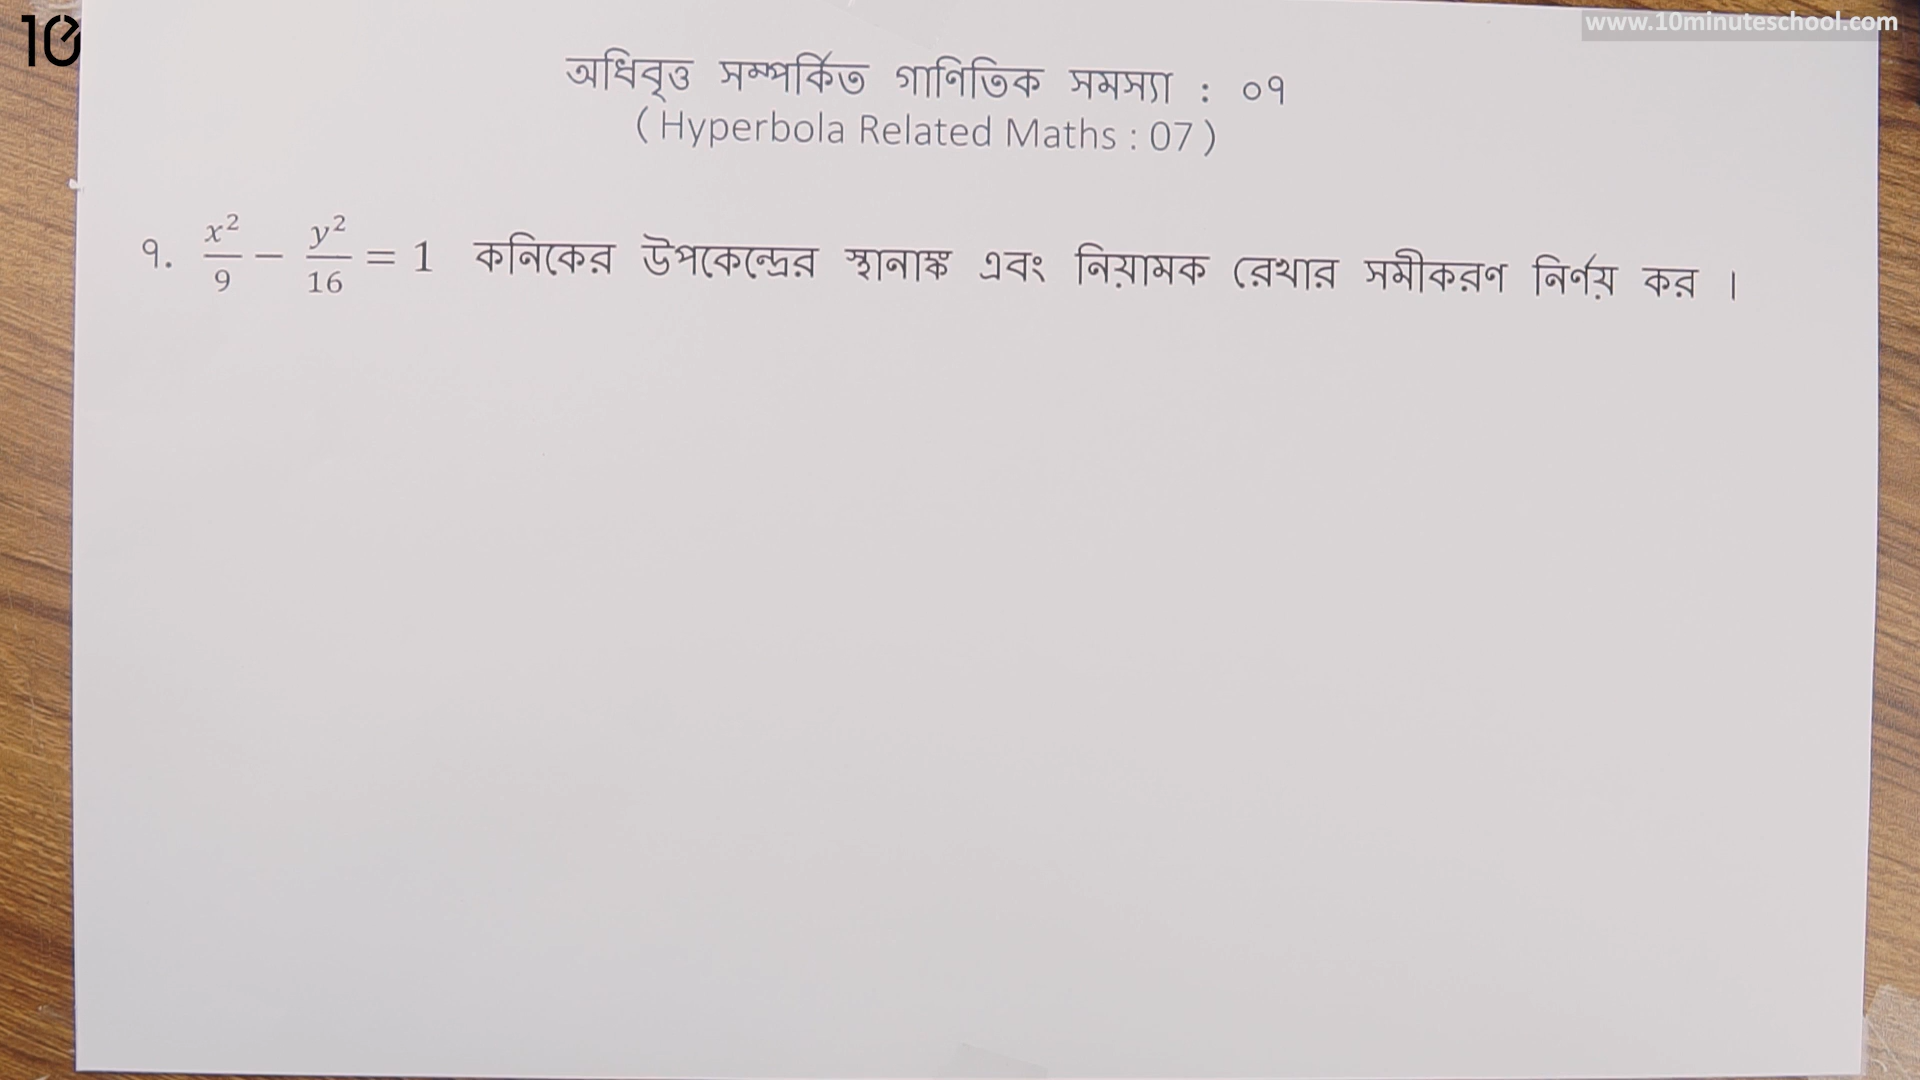 10
www.10minuteschool.com
অধিবৃত্ত সম্পর্কিত গাণিতিক সমস্যা : ০৭
( Hyperbola Related Maths : 07 )
৭. x²/9 − y²/16 = 1 কনিকের উপকেন্দ্রের স্থানাঙ্ক এবং নিয়ামক রেখার সমীকরণ নির্ণয় কর ।